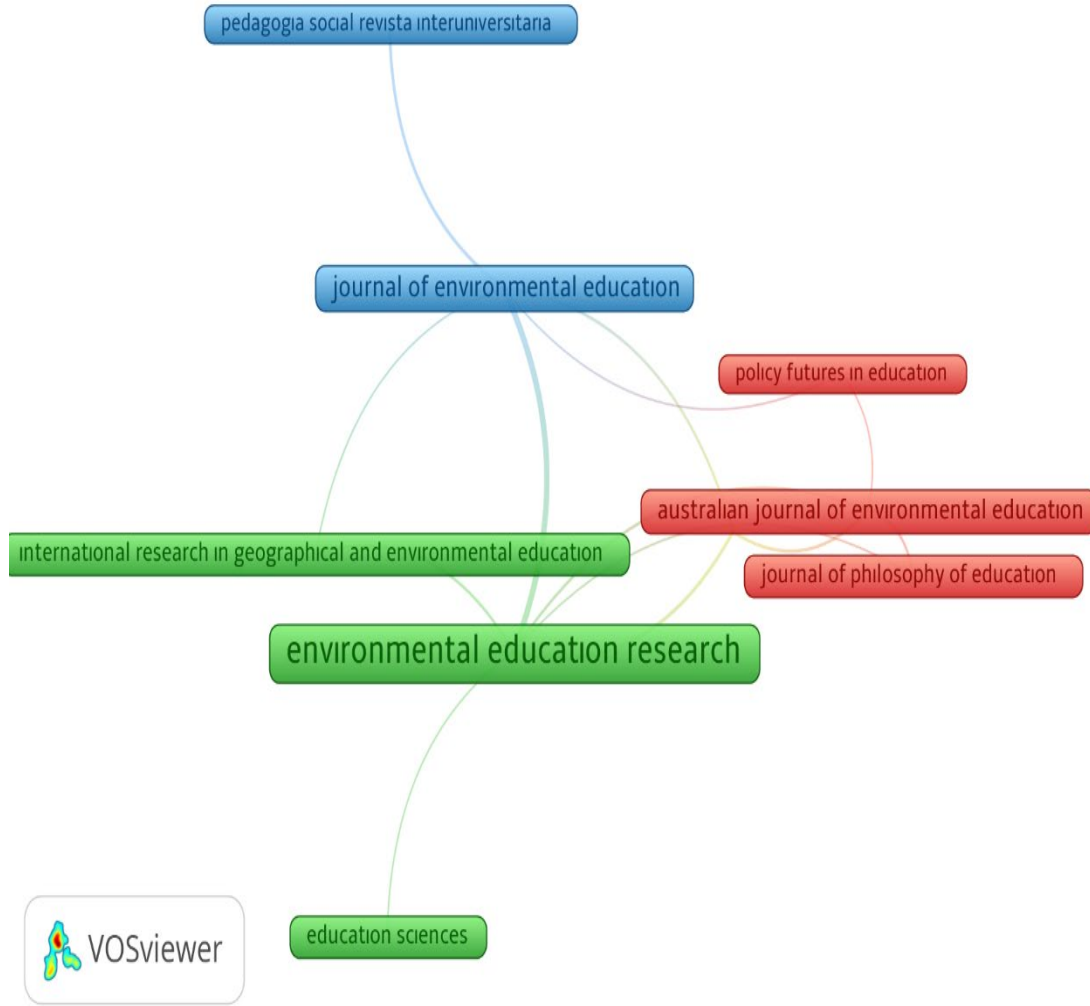 pedagogia social revista interuniversitaria
journal of environmental education
policy futures in education
australian journal of environmental education
international research in geographical and environmental education
journal of philosophy of education
environmental education research
education sciences
VOSviewer